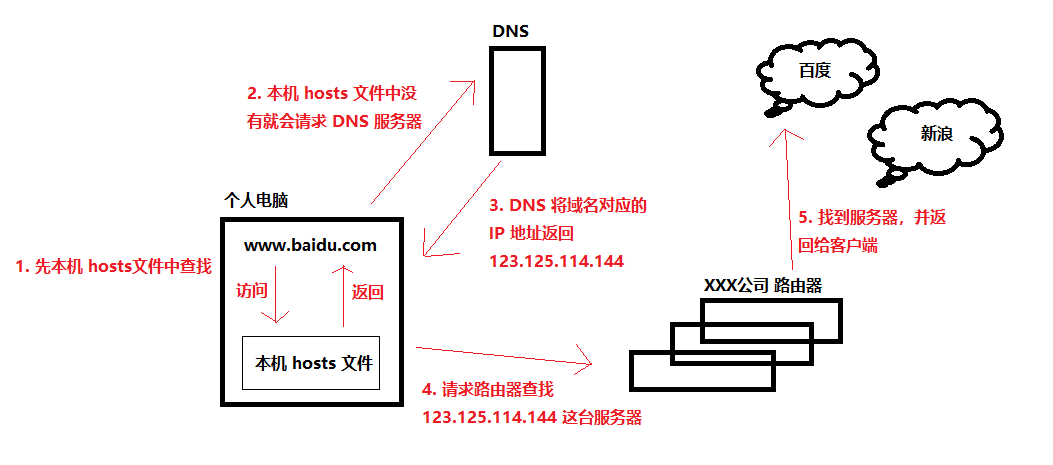 DNS
2. 本机 hosts 文件中没
有就会请求 DNS 服务器
百度
新浪
个人电脑
www.baidu.com
3. DNS 将域名对应的
IP 地址返回
123.125.114.144
5. 找到服务器，并返
回给客户端
1. 先本机 hosts文件中查找
访问
返回
XXX公司 路由器
本机 hosts 文件
4. 请求路由器查找
123.125.114.144 这台服务器